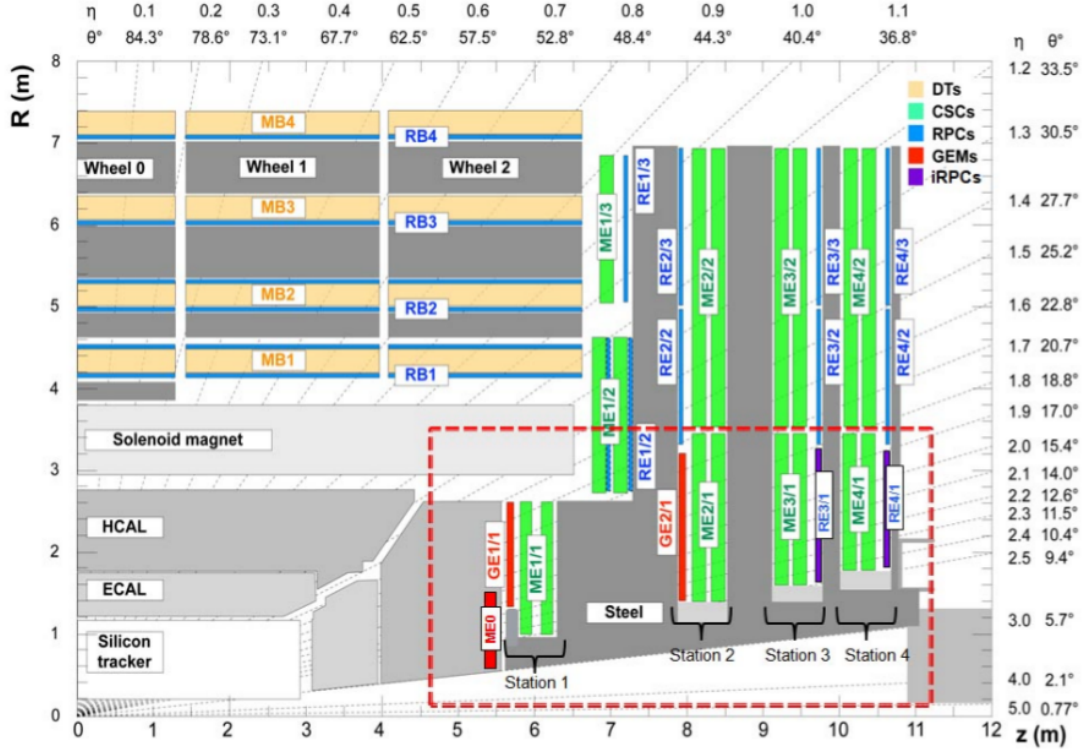 η 0.1 0.2 0.3 0.4 0.5 0.6 0.7 0.8 0.9 1.0 1.1
θ° 84.3° 78.6° 73.1° 67.7° 62.5° 57.5° 52.8° 48.4° 44.3° 40.4° 36.8° η θ°
R (m)
8
7
6
5
4
3
2
1
0
1.2 33.5°
1.3 30.5°
1.4 27.7°
1.5 25.2°
1.6 22.8°
1.7 20.7°
1.8 18.8°
1.9 17.0°
2.0 15.4°
2.1 14.0°
2.2 12.6°
2.3 11.5°
2.4 10.4°
2.5 9.4°
3.0 5.7°
4.0 2.1°
5.0 0.77°
DTs
CSCs
RPCs
GEMs
iRPCs
MB4
RB4
Wheel 0
Wheel 1
Wheel 2
MB3
RB3
MB2
RB2
MB1
RB1
Solenoid magnet
HCAL
ECAL
Silicon
tracker
Steel
ME1/3
RE1/3
ME1/2
RE1/2
GE1/1
ME1/1
ME0
RE2/3
RE2/2
ME2/2
GE2/1
ME2/1
ME3/2
RE3/3
RE3/2
ME3/1
RE3/1
ME4/2
RE4/3
RE4/2
ME4/1
RE4/1
Station 1
Station 2
Station 3
Station 4
0 1 2 3 4 5 6 7 8 9 10 11 12
z (m)